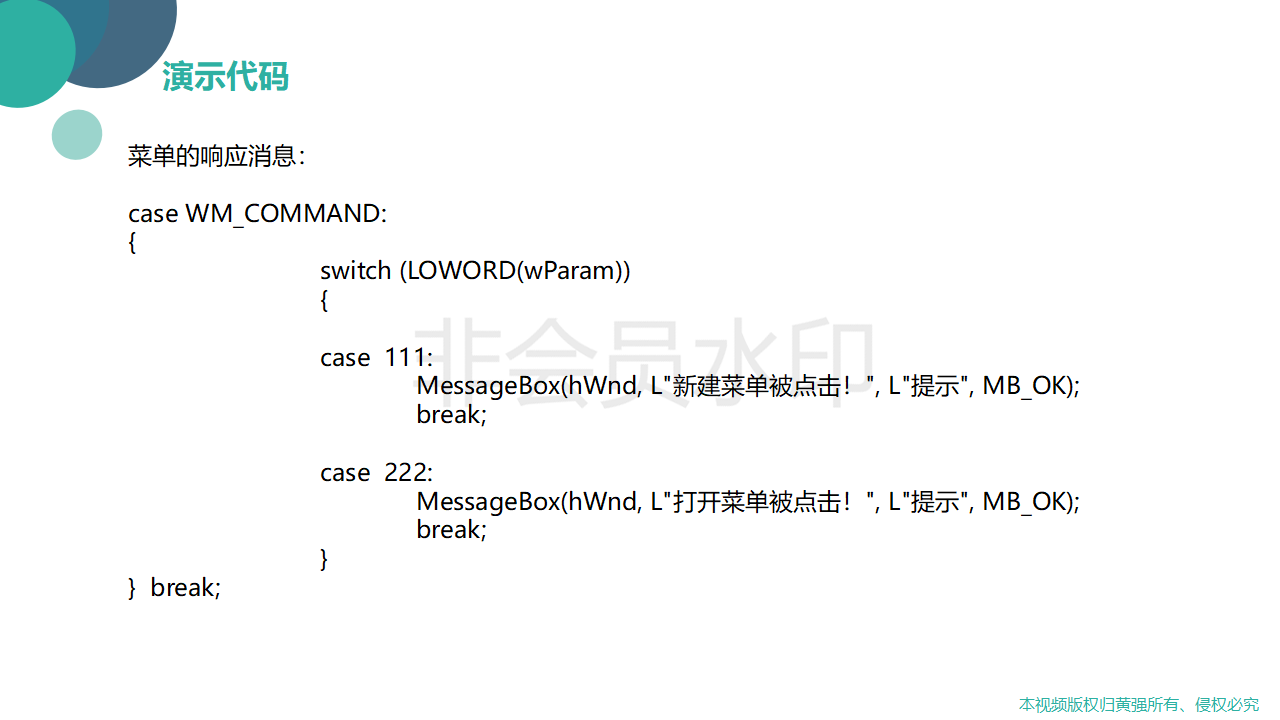 演示代码
菜单的响应消息：
case WM_COMMAND:
{
switch (LOWORD(wParam))
{
case  111:
MessageBox(hWnd, L"新建菜单被点击！", L"提示", MB_OK);
break;
case  222:
MessageBox(hWnd, L"打开菜单被点击！", L"提示", MB_OK);
break;
}
}  break;
非会员水印
本视频版权归黄强所有、侵权必究